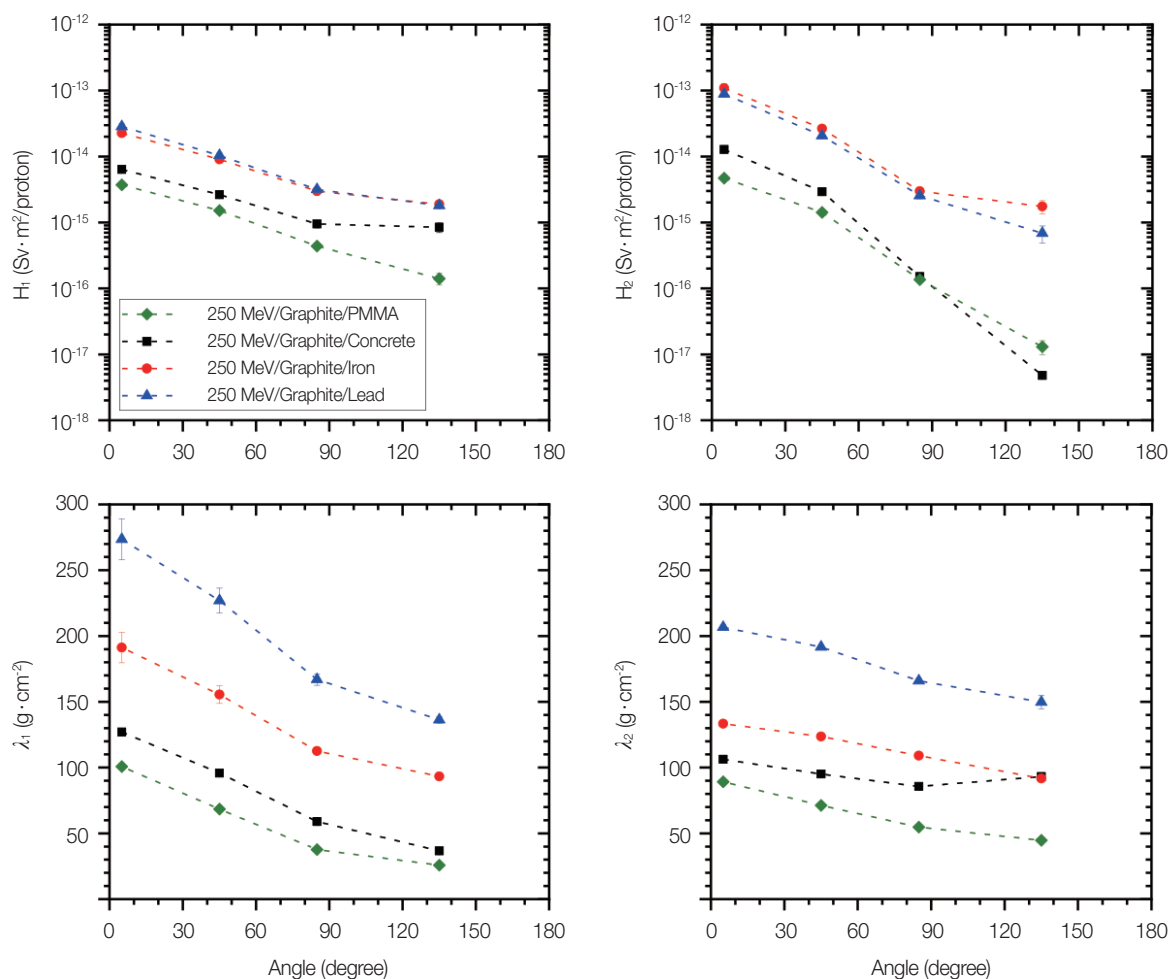 10-12
10-13
10-14
10-15
10-16
10-17
10-18
H1 (Sv· m2/proton)
250 MeV/Graphite/PMMA
250 MeV/Graphite/Concrete
250 MeV/Graphite/Iron
250 MeV/Graphite/Lead
0 30 60 90 120 150 180
10-12
10-13
10-14
10-15
10-16
10-17
10-18
H2 (Sv· m2/proton)
0 30 60 90 120 150 180
300
250
200
150
100
50
λ1 (g· cm-2)
0 30 60 90 120 150 180
Angle (degree)
300
250
200
150
100
50
λ2 (g· cm-2)
0 30 60 90 120 150 180
Angle (degree)